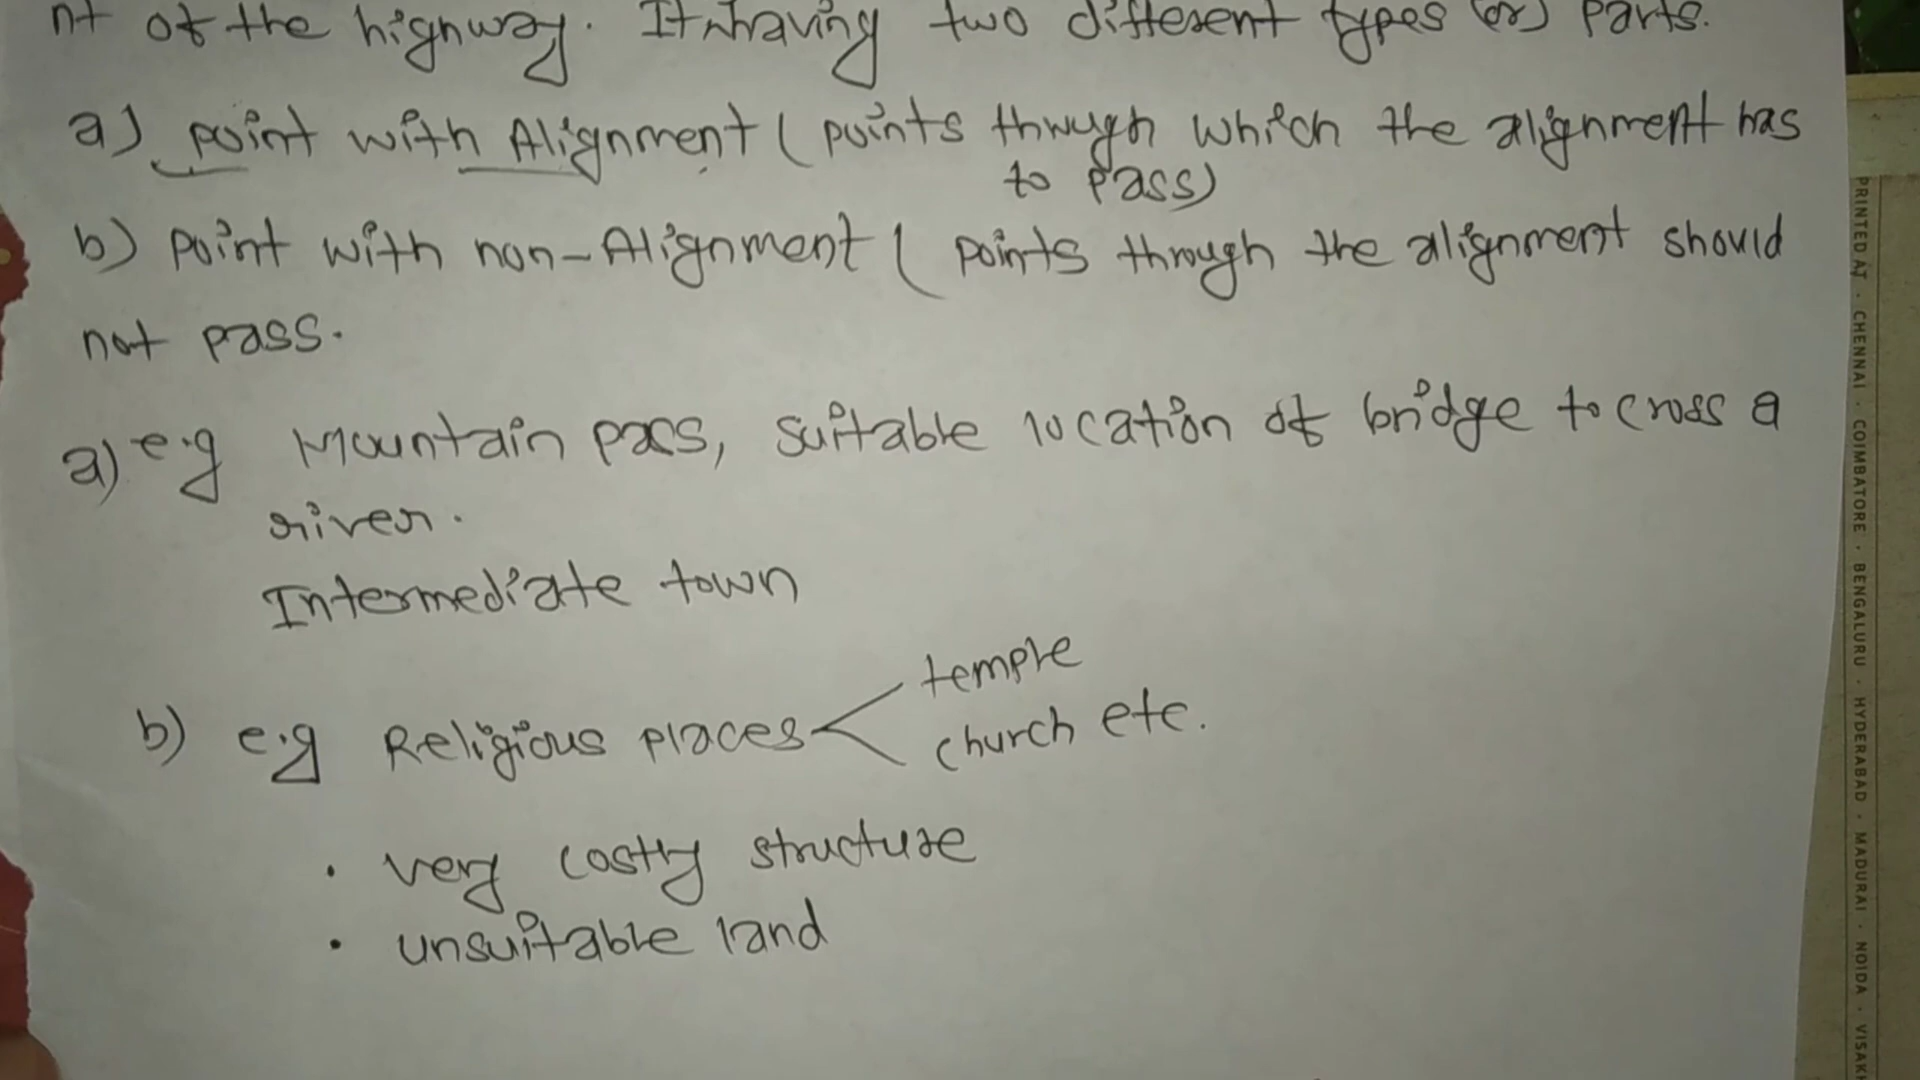 nt of the highway. It having two different types (or) parts.
a) point with Alignment ( points through which the alignment has
to pass)
b) point with non-Alignment ( points through the alignment should
not pass.
a) e.g Mountain pass, suitable location of bridge to cross a
river.
Intermediate town
b) e.g Religious places < temple
church etc.
• very costly structure
• unsuitable land
PRINTED AT . CHENNAI . COIMBATORE . BENGALURU . HYDERABAD . MADURAI . NOIDA . VISAKH